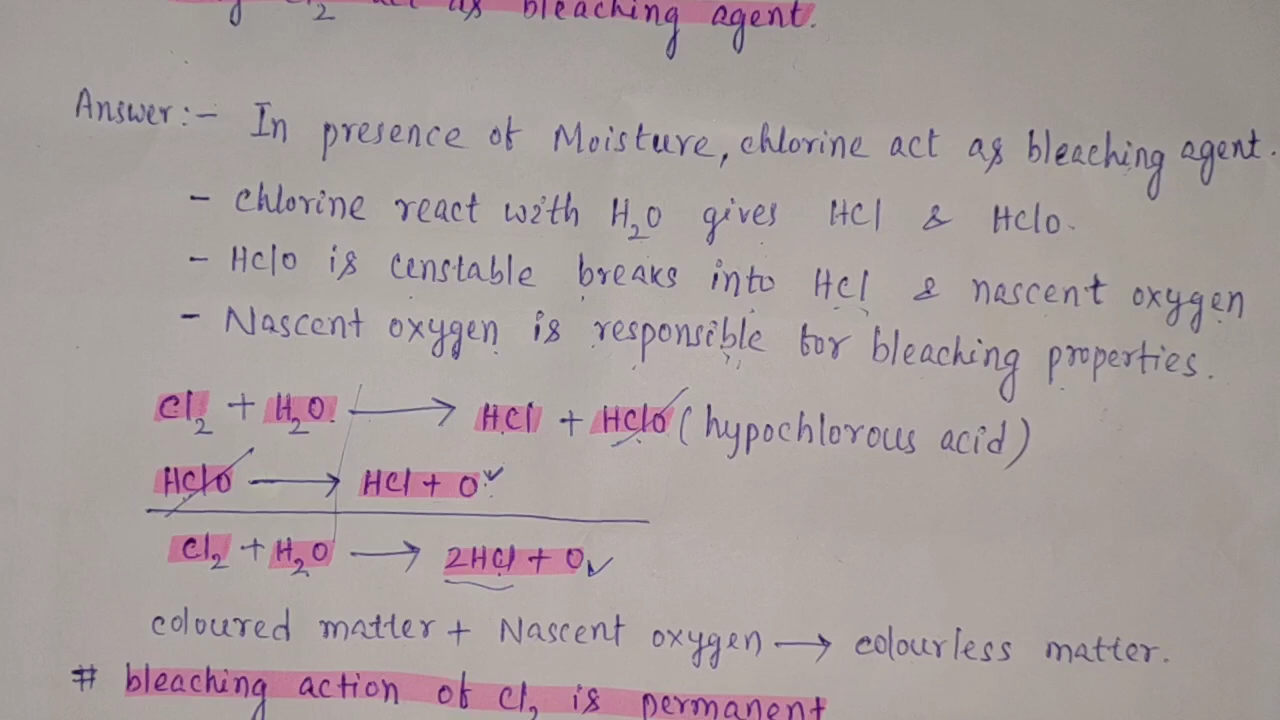 Cl2 act as bleaching agent.
Answer:- In presence of Moisture, chlorine act as bleaching agent.
- Chlorine react with H2O gives HCl & HClO.
- HClO is unstable breaks into HCl & nascent oxygen
- Nascent oxygen is responsible for bleaching properties.
Cl2 + H2O ⟶ HCl + HClO (hypochlorous acid)
HClO ⟶ HCl + O
Cl2 + H2O ⟶ 2HCl + O
coloured matter + Nascent oxygen ⟶ colourless matter.
# bleaching action of Cl2 is permanent